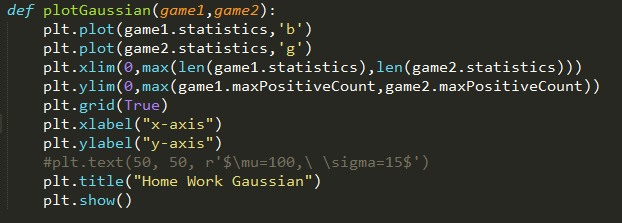 def plotGaussian(game1,game2):
    plt.plot(game1.statistics,'b')
    plt.plot(game2.statistics,'g')
    plt.xlim(0,max(len(game1.statistics),len(game2.statistics)))
    plt.ylim(0,max(game1.maxPositiveCount,game2.maxPositiveCount))
    plt.grid(True)
    plt.xlabel("x-axis")
    plt.ylabel("y-axis")
    #plt.text(50, 50, r'$\mu=100,\ \sigma=15$')
    plt.title("Home Work Gaussian")
    plt.show()